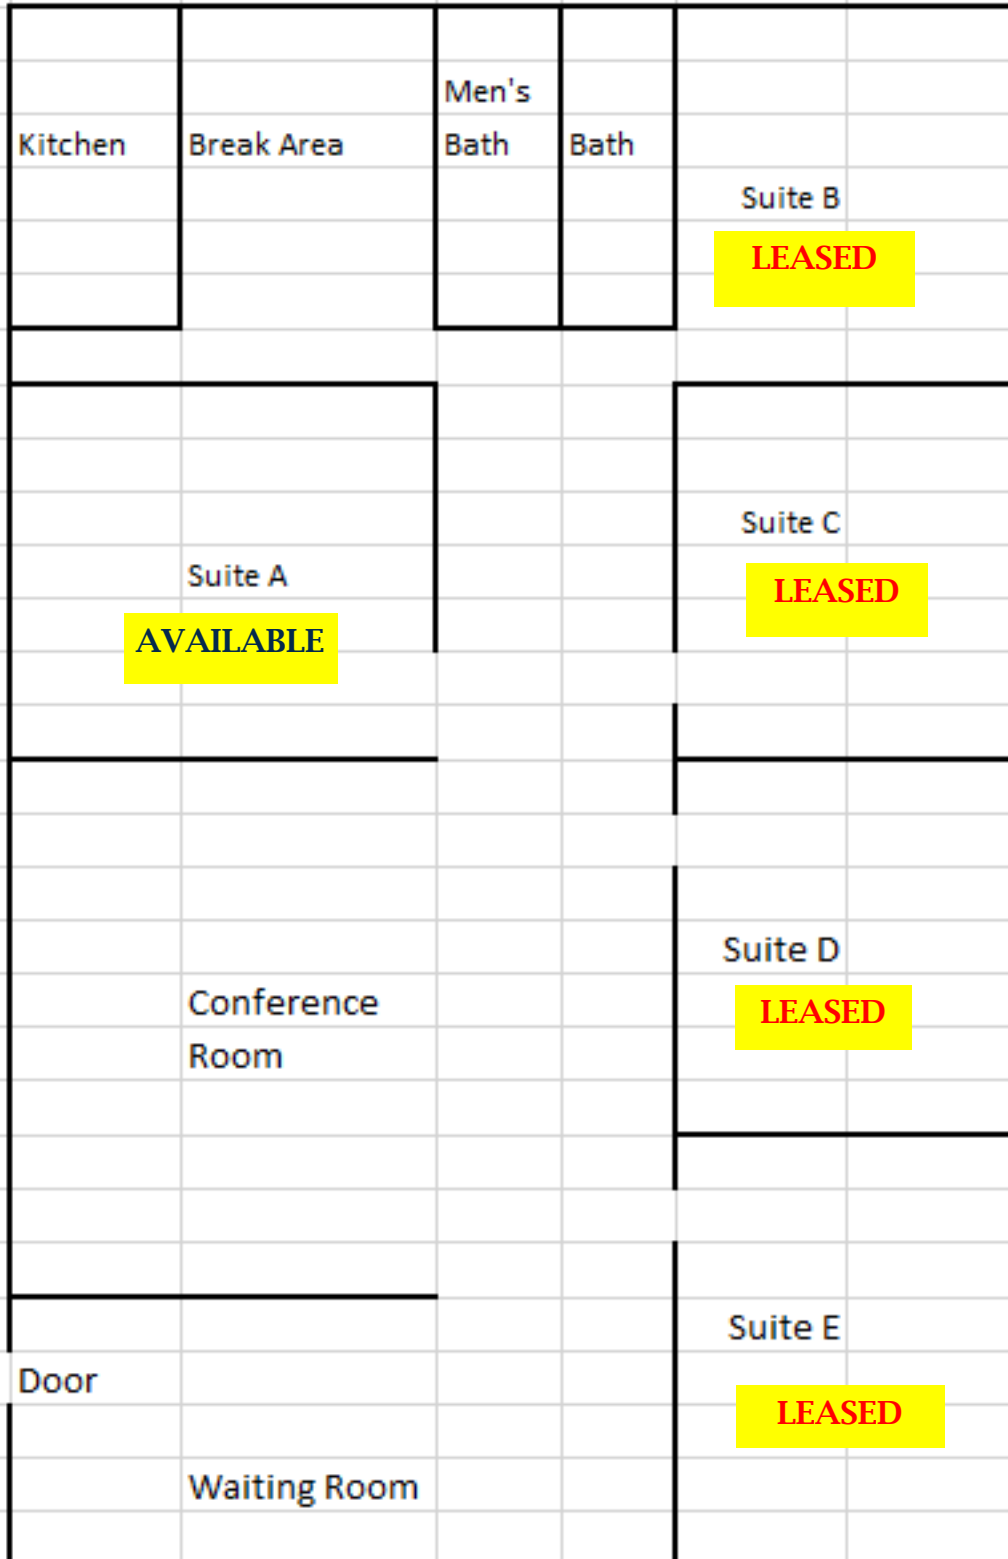 Men's
Kitchen
Break Area
Bath
Bath
Suite B
LEASED
Suite C
LEASED
Suite A
AVAILABLE
Suite D
LEASED
Conference
Room
Suite E
LEASED
Door
Waiting Room